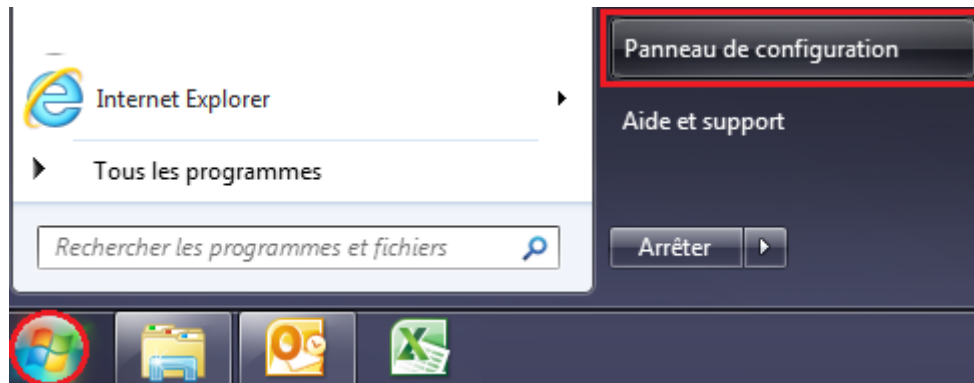 Internet Explorer
Tous les programmes
Rechercher les programmes et fichiers
Panneau de configuration
Aide et support
Arrêter